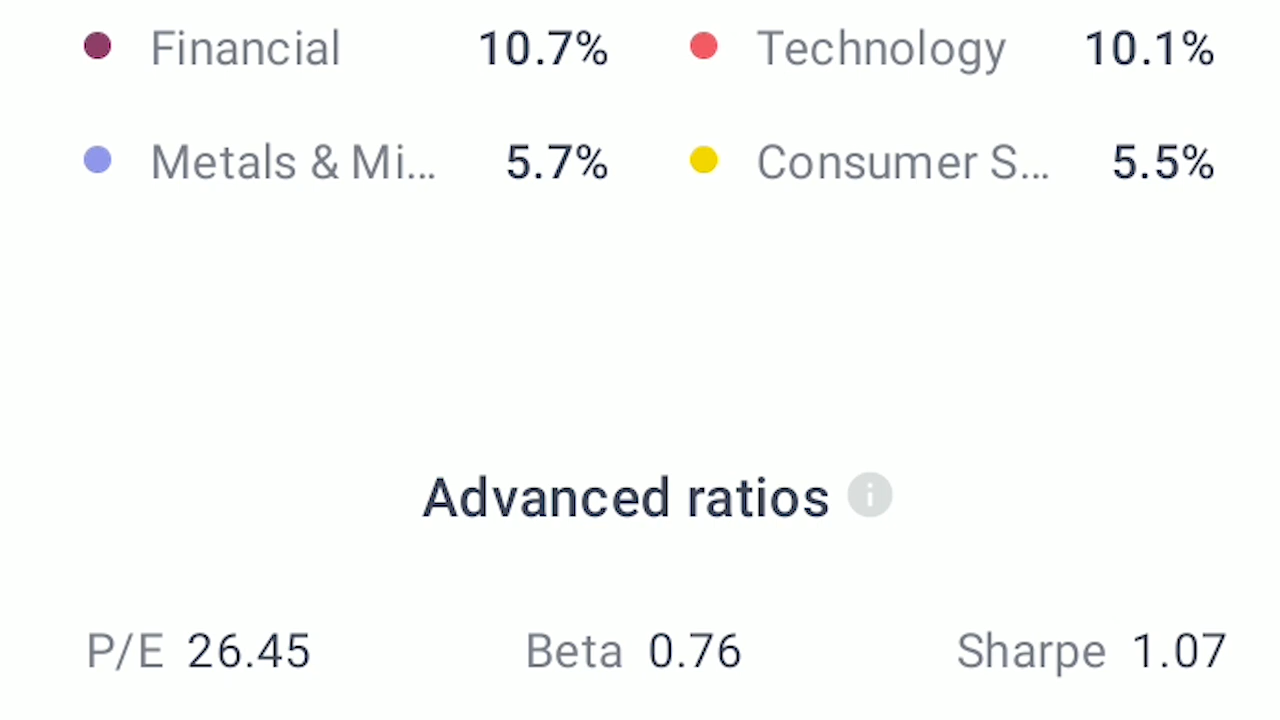 Financial 10.7% Technology 10.1%
Metals & Mi... 5.7% Consumer S... 5.5%
Advanced ratios
P/E 26.45 Beta 0.76 Sharpe 1.07